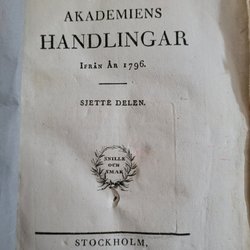 AKADEMIENS
HANDLINGAR
IFRÅN ÅR 1796.
SJETTE DELEN.
SNILLE
OCH
SMAK
STOCKHOLM,